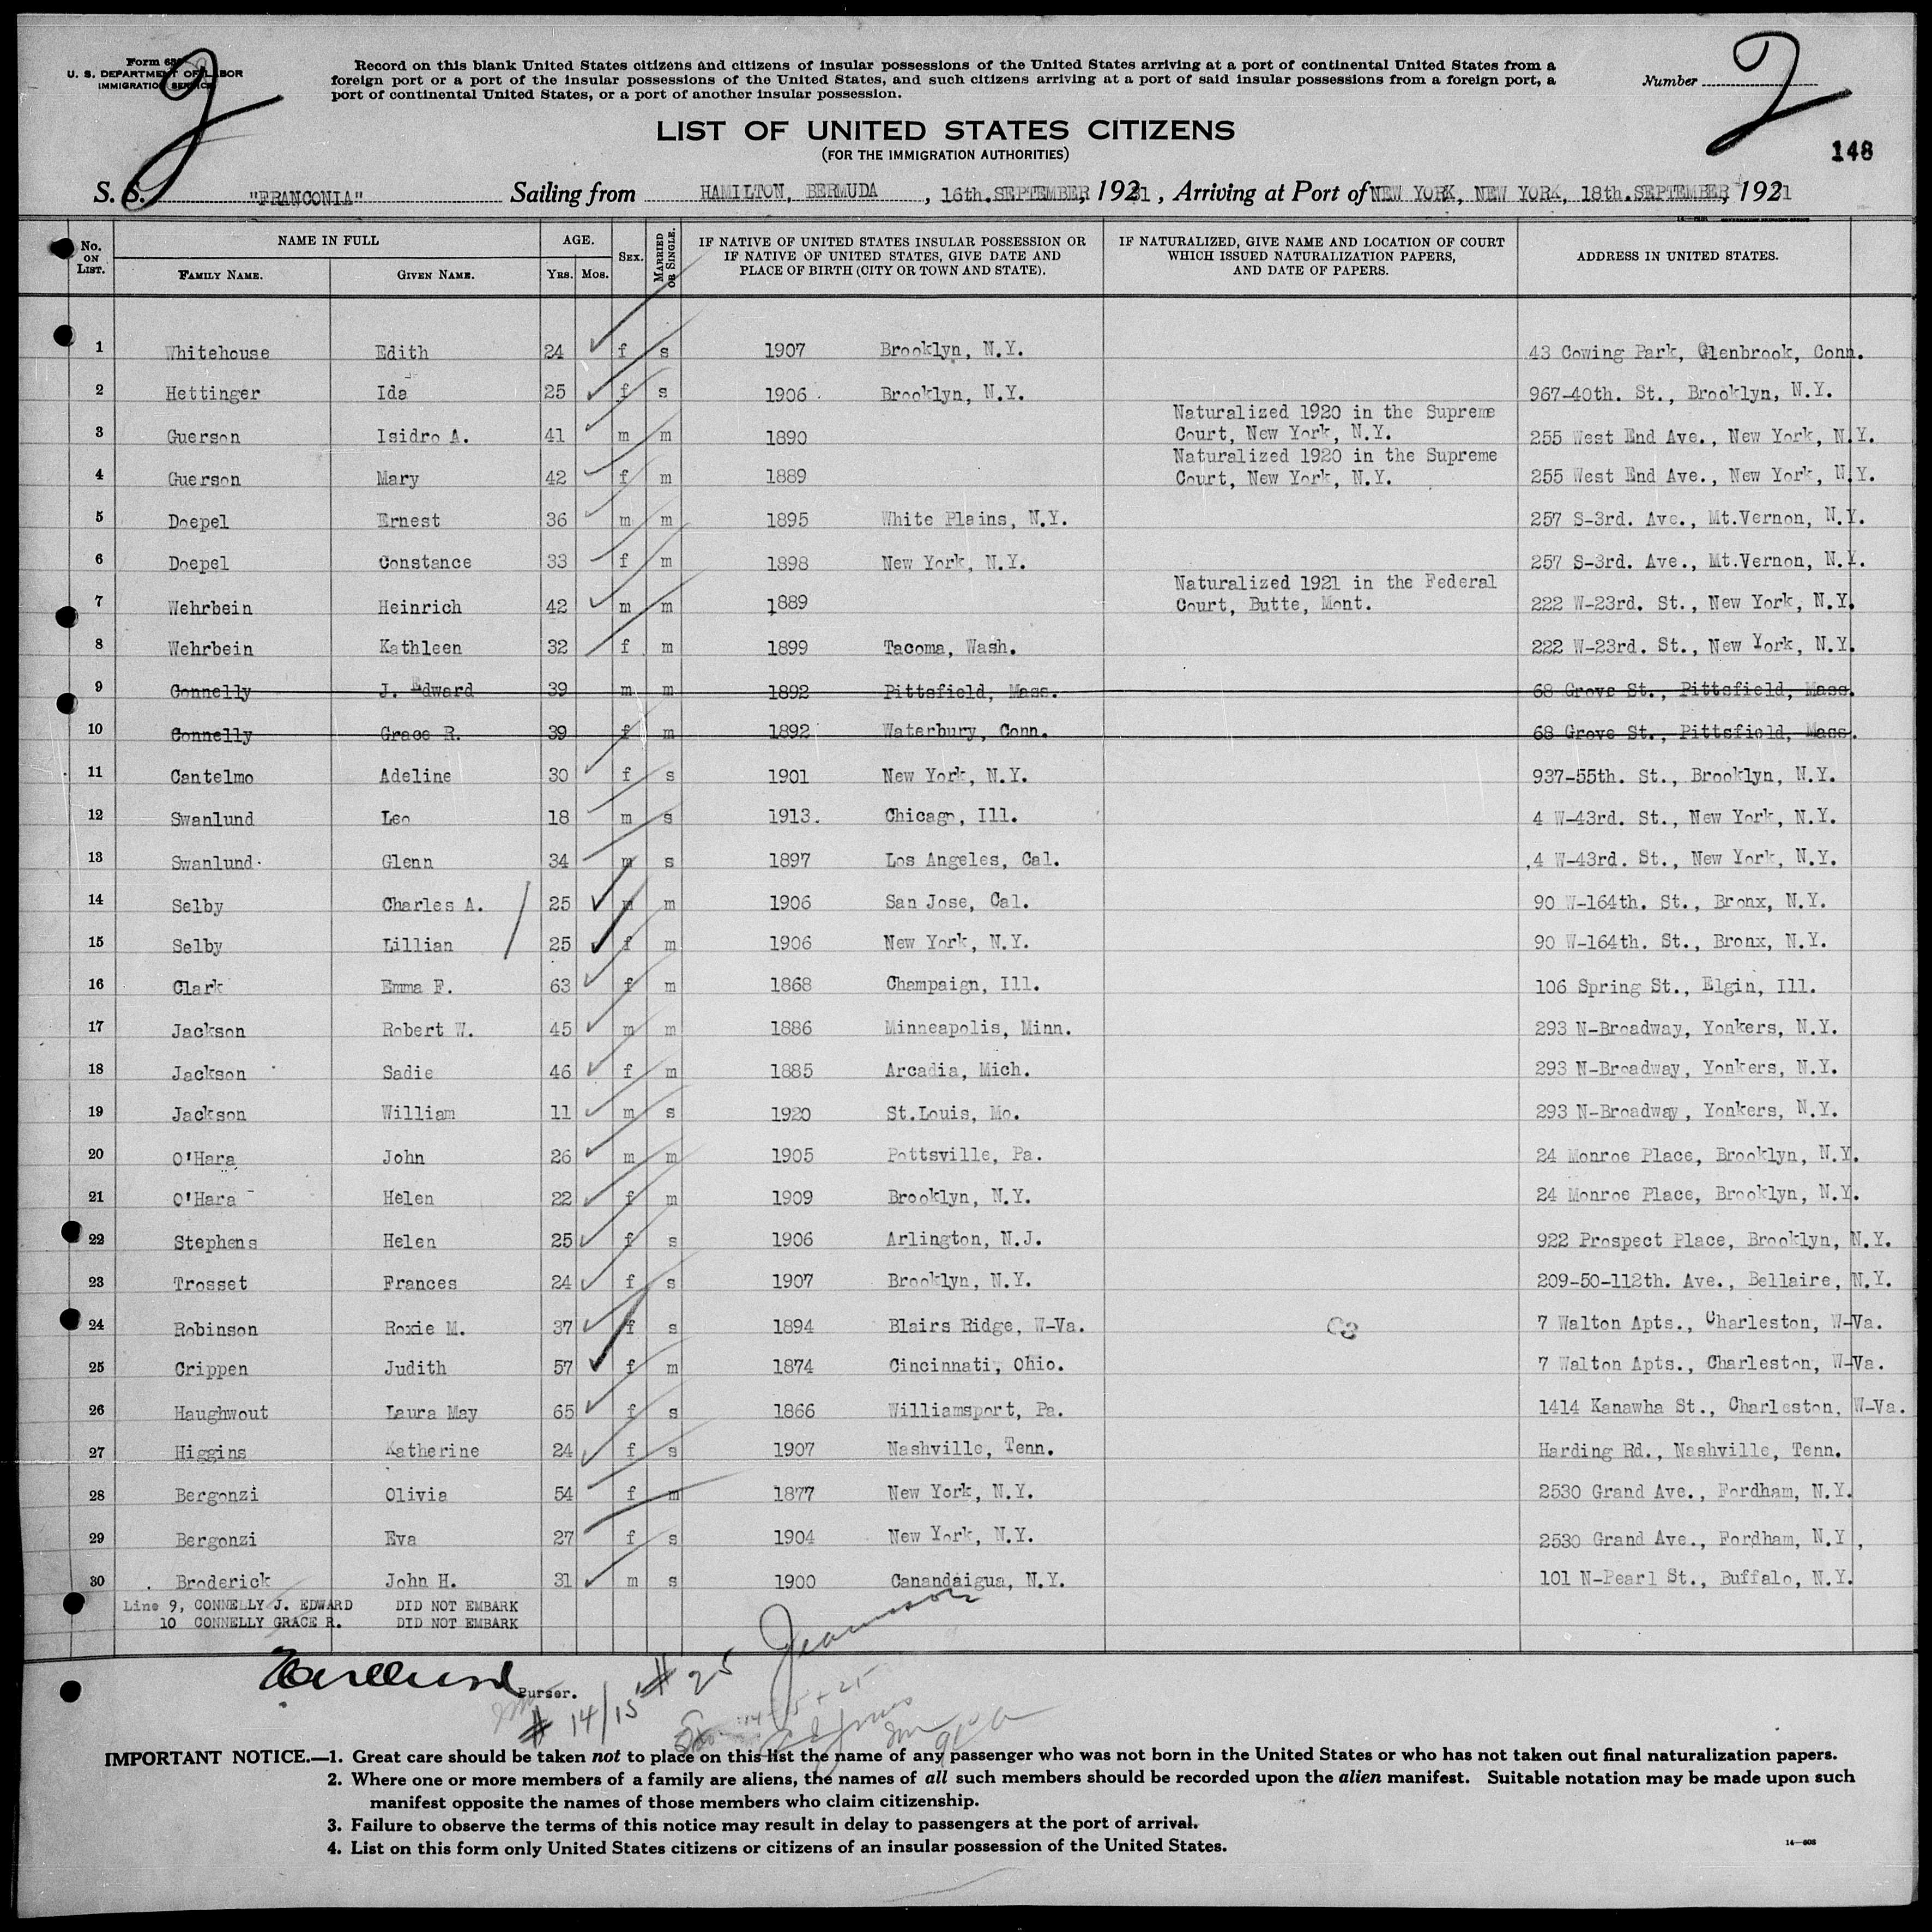 Form 630
U. S. DEPARTMENT OF LABOR
IMMIGRATION SERVICE
2
Record on this blank United States citizens and citizens of insular possessions of the United States arriving at a port of continental United States from a
foreign port or a port of the insular possessions of the United States, and such citizens arriving at a port of said insular possessions from a foreign port, a
port of continental United States, or a port of another insular possession.
Number 2
LIST OF UNITED STATES CITIZENS
(FOR THE IMMIGRATION AUTHORITIES)
148
S. S. "FRANCONIA" Sailing from HAMILTON, BERMUDA, 16th. SEPTEMBER, 1931, Arriving at Port of NEW YORK, NEW YORK, 18th. SEPTEMBER, 1921
No. ON LIST. NAME IN FULL FAMILY NAME. GIVEN NAME. AGE. YRS. MOS. SEX. MARRIED OR SINGLE. IF NATIVE OF UNITED STATES INSULAR POSSESSION OR IF NATIVE OF UNITED STATES, GIVE DATE AND PLACE OF BIRTH (CITY OR TOWN AND STATE). IF NATURALIZED, GIVE NAME AND LOCATION OF COURT WHICH ISSUED NATURALIZATION PAPERS, AND DATE OF PAPERS. ADDRESS IN UNITED STATES.
1 Whitehouse Edith 24 f s 1907 Brooklyn, N.Y. 43 Cowing Park, Glenbrook, Conn.
2 Hettinger Ida 25 f s 1906 Brooklyn, N.Y. 967-40th. St., Brooklyn, N.Y.
3 Guerson Isidro A. 41 m m 1890 Naturalized 1920 in the Supreme Court, New York, N.Y. 255 West End Ave., New York, N.Y.
4 Guerson Mary 42 f m 1889 Naturalized 1920 in the Supreme Court, New York, N.Y. 255 West End Ave., New York, N.Y.
5 Doepel Ernest 36 m m 1895 White Plains, N.Y. 257 S-3rd. Ave., Mt.Vernon, N.Y.
6 Doepel Constance 33 f m 1898 New York, N.Y. 257 S-3rd. Ave., Mt.Vernon, N.Y.
7 Wehrbein Heinrich 42 m m 1889 Naturalized 1921 in the Federal Court, Butte, Mont. 222 W-23rd. St., New York, N.Y.
8 Wehrbein Kathleen 32 f m 1899 Tacoma, Wash. 222 W-23rd. St., New York, N.Y.
9 Connelly J. Edward 39 m m 1892 Pittsfield, Mass. 68 Grove St., Pittsfield, Mass.
10 Connelly Grace R. 39 f m 1892 Waterbury, Conn. 68 Grove St., Pittsfield, Mass.
11 Cantelmo Adeline 30 f s 1901 New York, N.Y. 937-55th. St., Brooklyn, N.Y.
12 Swanlund Leo 18 m s 1913. Chicago, Ill. 4 W-43rd. St., New York, N.Y.
13 Swanlund Glenn 34 m s 1897 Los Angeles, Cal. 4 W-43rd. St., New York, N.Y.
14 Selby Charles A. 25 m m 1906 San Jose, Cal. 90 W-164th. St., Bronx, N.Y.
15 Selby Lillian 25 f m 1906 New York, N.Y. 90 W-164th. St., Bronx, N.Y.
16 Clark Emma F. 63 f m 1868 Champaign, Ill. 106 Spring St., Elgin, Ill.
17 Jackson Robert W. 45 m m 1886 Minneapolis, Minn. 293 N-Broadway, Yonkers, N.Y.
18 Jackson Sadie 46 f m 1885 Arcadia, Mich. 293 N-Broadway, Yonkers, N.Y.
19 Jackson William 11 m s 1920 St.Louis, Mo. 293 N-Broadway, Yonkers, N.Y.
20 O'Hara John 26 m m 1905 Pottsville, Pa. 24 Monroe Place, Brooklyn, N.Y.
21 O'Hara Helen 22 f m 1909 Brooklyn, N.Y. 24 Monroe Place, Brooklyn, N.Y.
22 Stephens Helen 25 f s 1906 Arlington, N.J. 922 Prospect Place, Brooklyn, N.Y.
23 Trosset Frances 24 f s 1907 Brooklyn, N.Y. 209-50-112th. Ave., Bellaire, N.Y.
24 Robinson Roxie M. 37 f s 1894 Blairs Ridge, W-Va. 7 Walton Apts., Charleston, W-Va.
25 Crippen Judith 57 f m 1874 Cincinnati, Ohio. 7 Walton Apts., Charleston, W-Va.
26 Haughwout Laura May 65 f s 1866 Williamsport, Pa. 1414 Kanawha St., Charleston, W-Va.
27 Higgins Katherine 24 f s 1907 Nashville, Tenn. Harding Rd., Nashville, Tenn.
28 Bergonzi Olivia 54 f m 1877 New York, N.Y. 2530 Grand Ave., Fordham, N.Y.
29 Bergonzi Eva 27 f s 1904 New York, N.Y. 2530 Grand Ave., Fordham, N.Y,
30 Broderick John H. 31 m s 1900 Canandaigua, N.Y. 101 N-Pearl St., Buffalo, N.Y.
Line 9, CONNELLY J. EDWARD DID NOT EMBARK
10 CONNELLY GRACE R. DID NOT EMBARK
Purser.
# 14/15 # 25
IMPORTANT NOTICE.—1. Great care should be taken not to place on this list the name of any passenger who was not born in the United States or who has not taken out final naturalization papers.
2. Where one or more members of a family are aliens, the names of all such members should be recorded upon the alien manifest. Suitable notation may be made upon such
manifest opposite the names of those members who claim citizenship.
3. Failure to observe the terms of this notice may result in delay to passengers at the port of arrival.
4. List on this form only United States citizens or citizens of an insular possession of the United States.
14—608